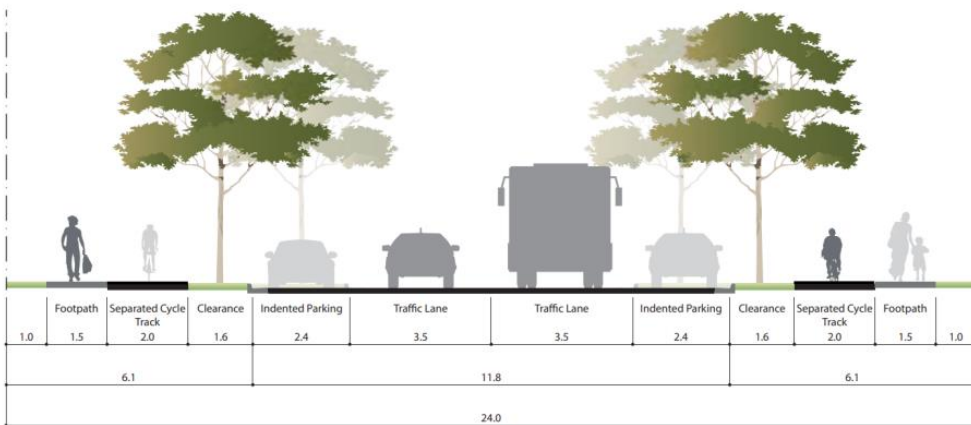 Footpath
Separated Cycle
Track
Clearance
Indented Parking
Traffic Lane
Traffic Lane
Indented Parking
Clearance
Separated Cycle
Track
Footpath
1.0 1.5 2.0 1.6 2.4 3.5 3.5 2.4 1.6 2.0 1.5 1.0
6.1 11.8 6.1
24.0